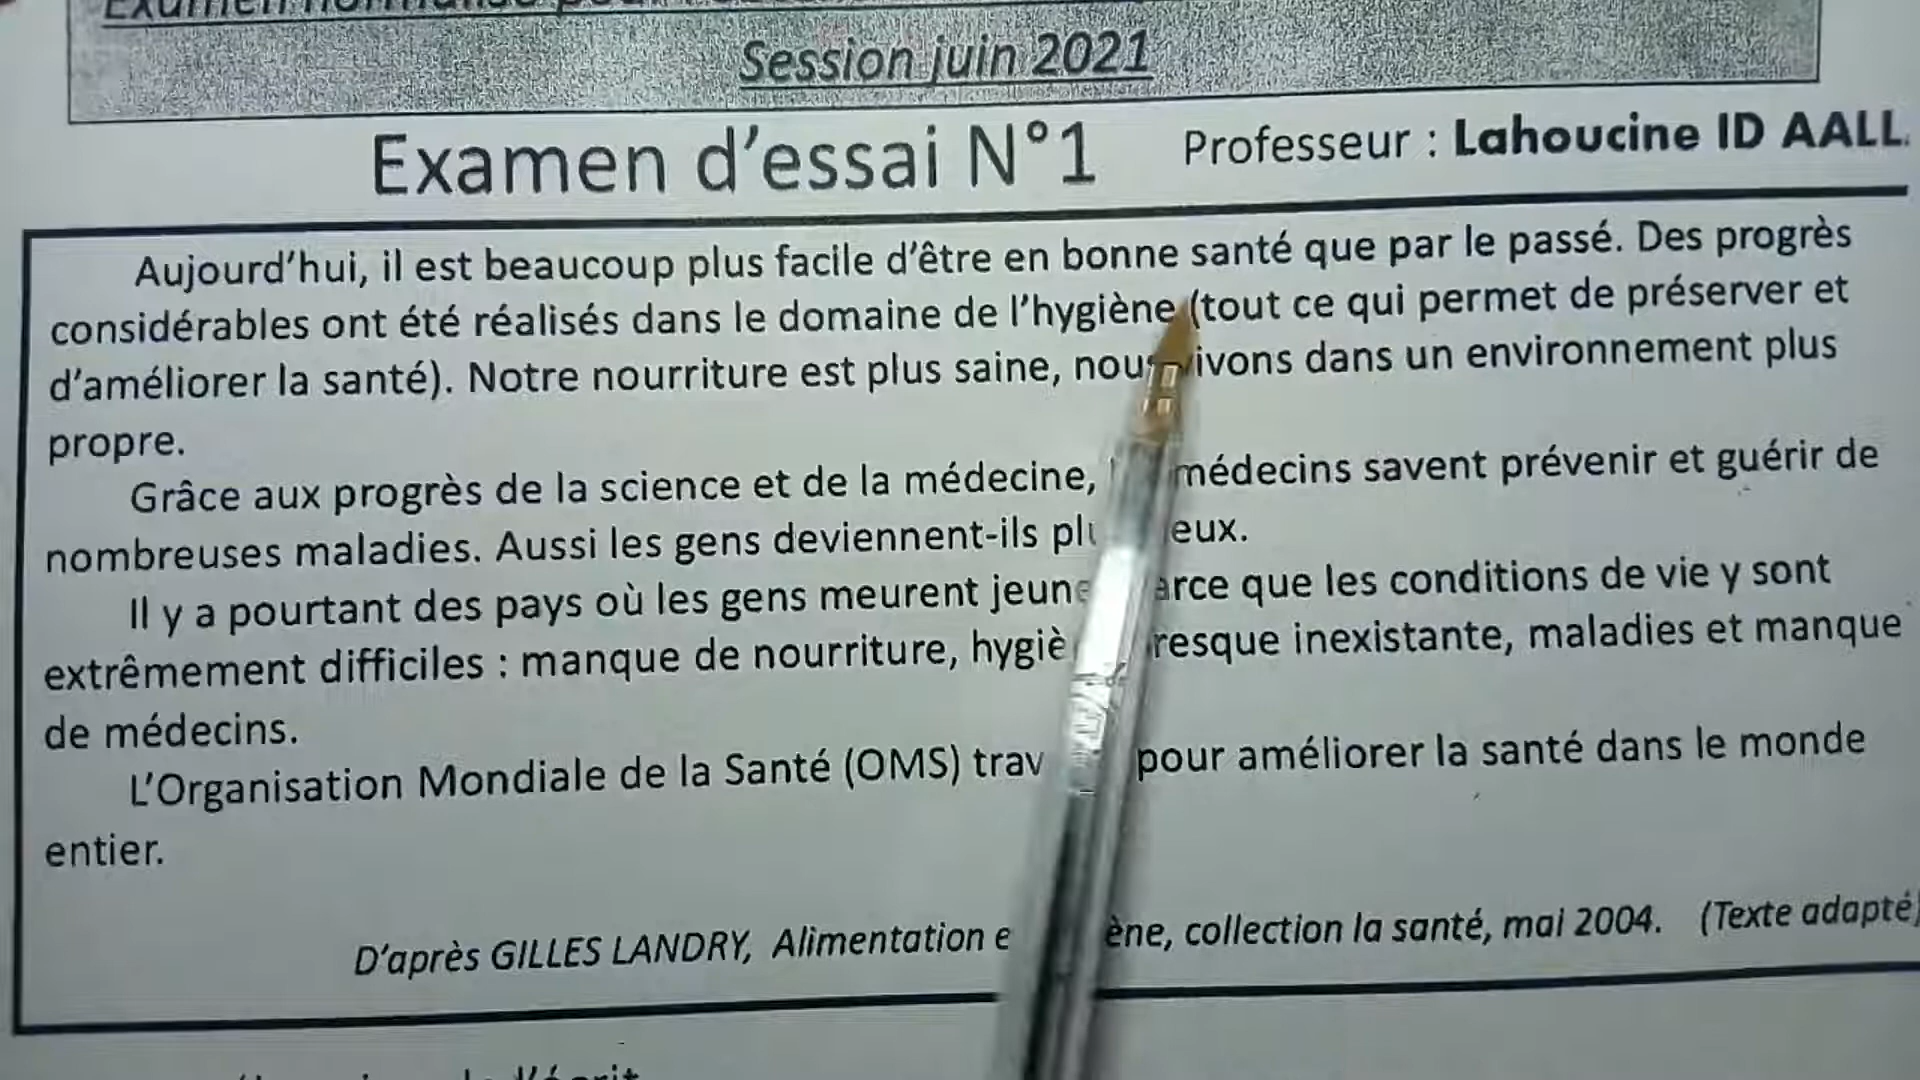 Session juin 2021
Examen d'essai N°1 Professeur : Lahoucine ID AALL
Aujourd'hui, il est beaucoup plus facile d'être en bonne santé que par le passé. Des progrès
considérables ont été réalisés dans le domaine de l'hygiène (tout ce qui permet de préserver et
d'améliorer la santé). Notre nourriture est plus saine, nous vivons dans un environnement plus
propre.
Grâce aux progrès de la science et de la médecine, médecins savent prévenir et guérir de
nombreuses maladies. Aussi les gens deviennent-ils
Il y a pourtant des pays où les gens meurent que les conditions de vie y sont
extrêmement difficiles : manque de nourriture, inexistante, maladies et manque
de médecins.
L'Organisation Mondiale de la Santé (OMS) pour améliorer la santé dans le monde
entier.
D'après GILLES LANDRY, Alimentation collection la santé, mai 2004. (Texte adapté)